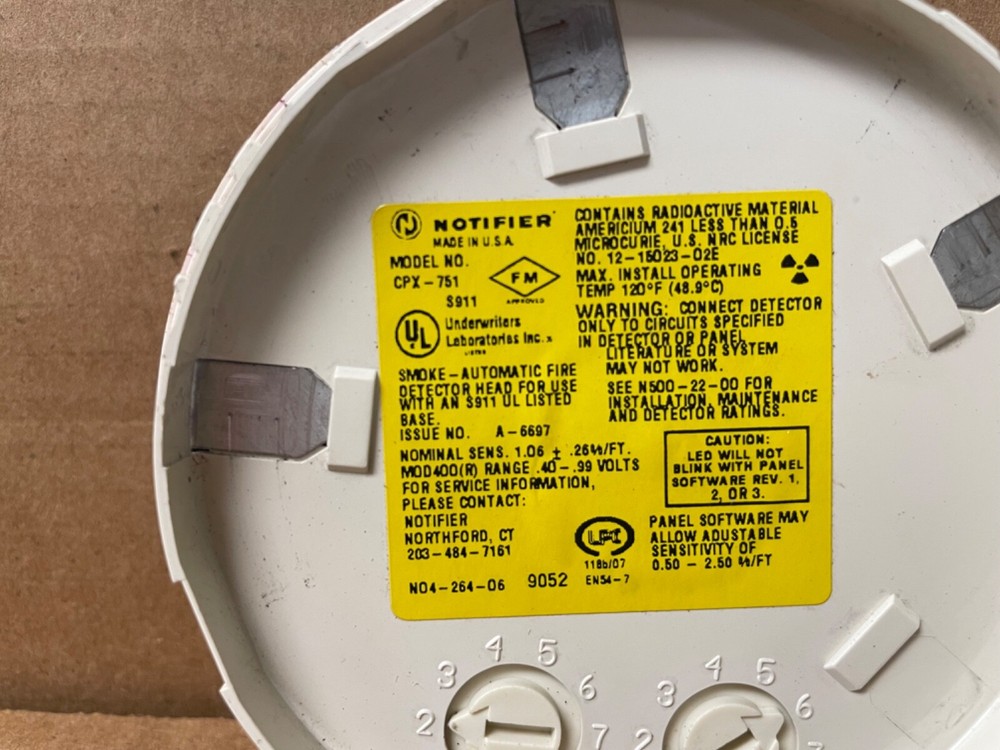 NOTIFIER
MADE IN U.S.A.
MODEL NO.
CPX-751
S911
FM
APPROVED
UL
Underwriters
Laboratories Inc.
LISTED
SMOKE-AUTOMATIC FIRE
DETECTOR HEAD FOR USE
WITH AN S911 UL LISTED
BASE.
ISSUE NO. A-6697
CONTAINS RADIOACTIVE MATERIAL
AMERICIUM 241 LESS THAN 0.5
MICROCURIE, U.S. NRC LICENSE
NO. 12-15023-02E
MAX. INSTALL OPERATING
TEMP 120°F (48.9°C)
WARNING: CONNECT DETECTOR
ONLY TO CIRCUITS SPECIFIED
IN DETECTOR OR PANEL
LITERATURE OR SYSTEM
MAY NOT WORK.
SEE N500-22-00 FOR
INSTALLATION, MAINTENANCE
AND DETECTOR RATINGS.
NOMINAL SENS. 1.06 ± .26%/FT.
MOD400(R) RANGE .40-.99 VOLTS
FOR SERVICE INFORMATION,
PLEASE CONTACT:
NOTIFIER
NORTHFORD, CT
203-484-7161
N04-264-06 9052
CAUTION:
LED WILL NOT
BLINK WITH PANEL
SOFTWARE REV. 1,
2, OR 3.
LPC
118b/07
EN54-7
PANEL SOFTWARE MAY
ALLOW ADUSTABLE
SENSITIVITY OF
0.50 - 2.50 %/FT
2 3 4 5 6 7
2 3 4 5 6